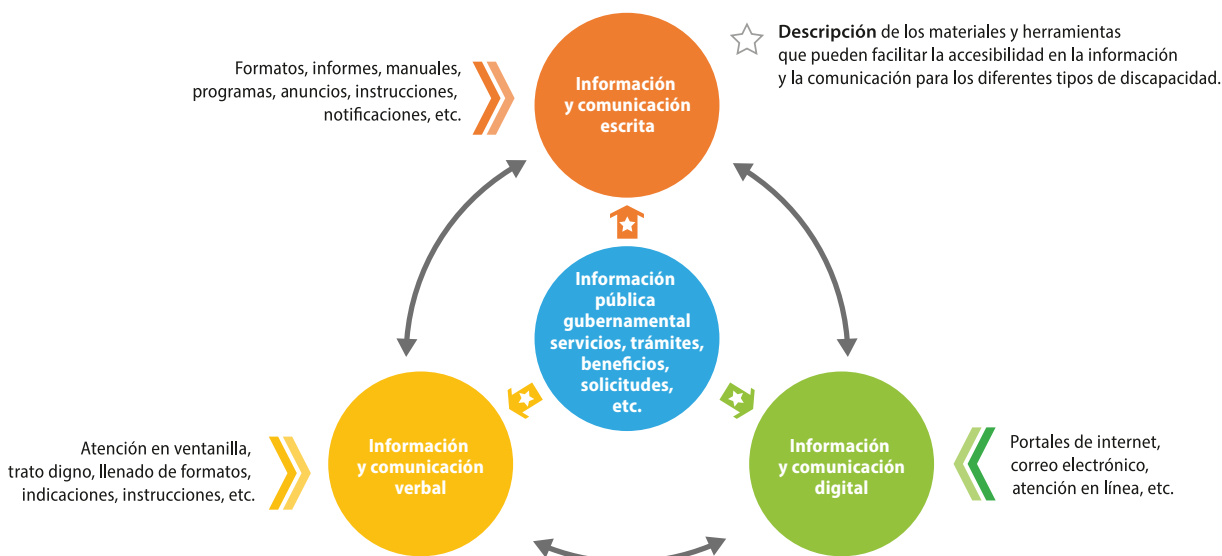 Descripción de los materiales y herramientas
que pueden facilitar la accesibilidad en la información
y la comunicación para los diferentes tipos de discapacidad.
Formatos, informes, manuales,
programas, anuncios, instrucciones,
notificaciones, etc.
Información
y comunicación
escrita
Información
pública
gubernamental
servicios, trámites,
beneficios,
solicitudes,
etc.
Atención en ventanilla,
trato digno, llenado de formatos,
indicaciones, instrucciones, etc.
Información
y comunicación
verbal
Información
y comunicación
digital
Portales de internet,
correo electrónico,
atención en línea, etc.